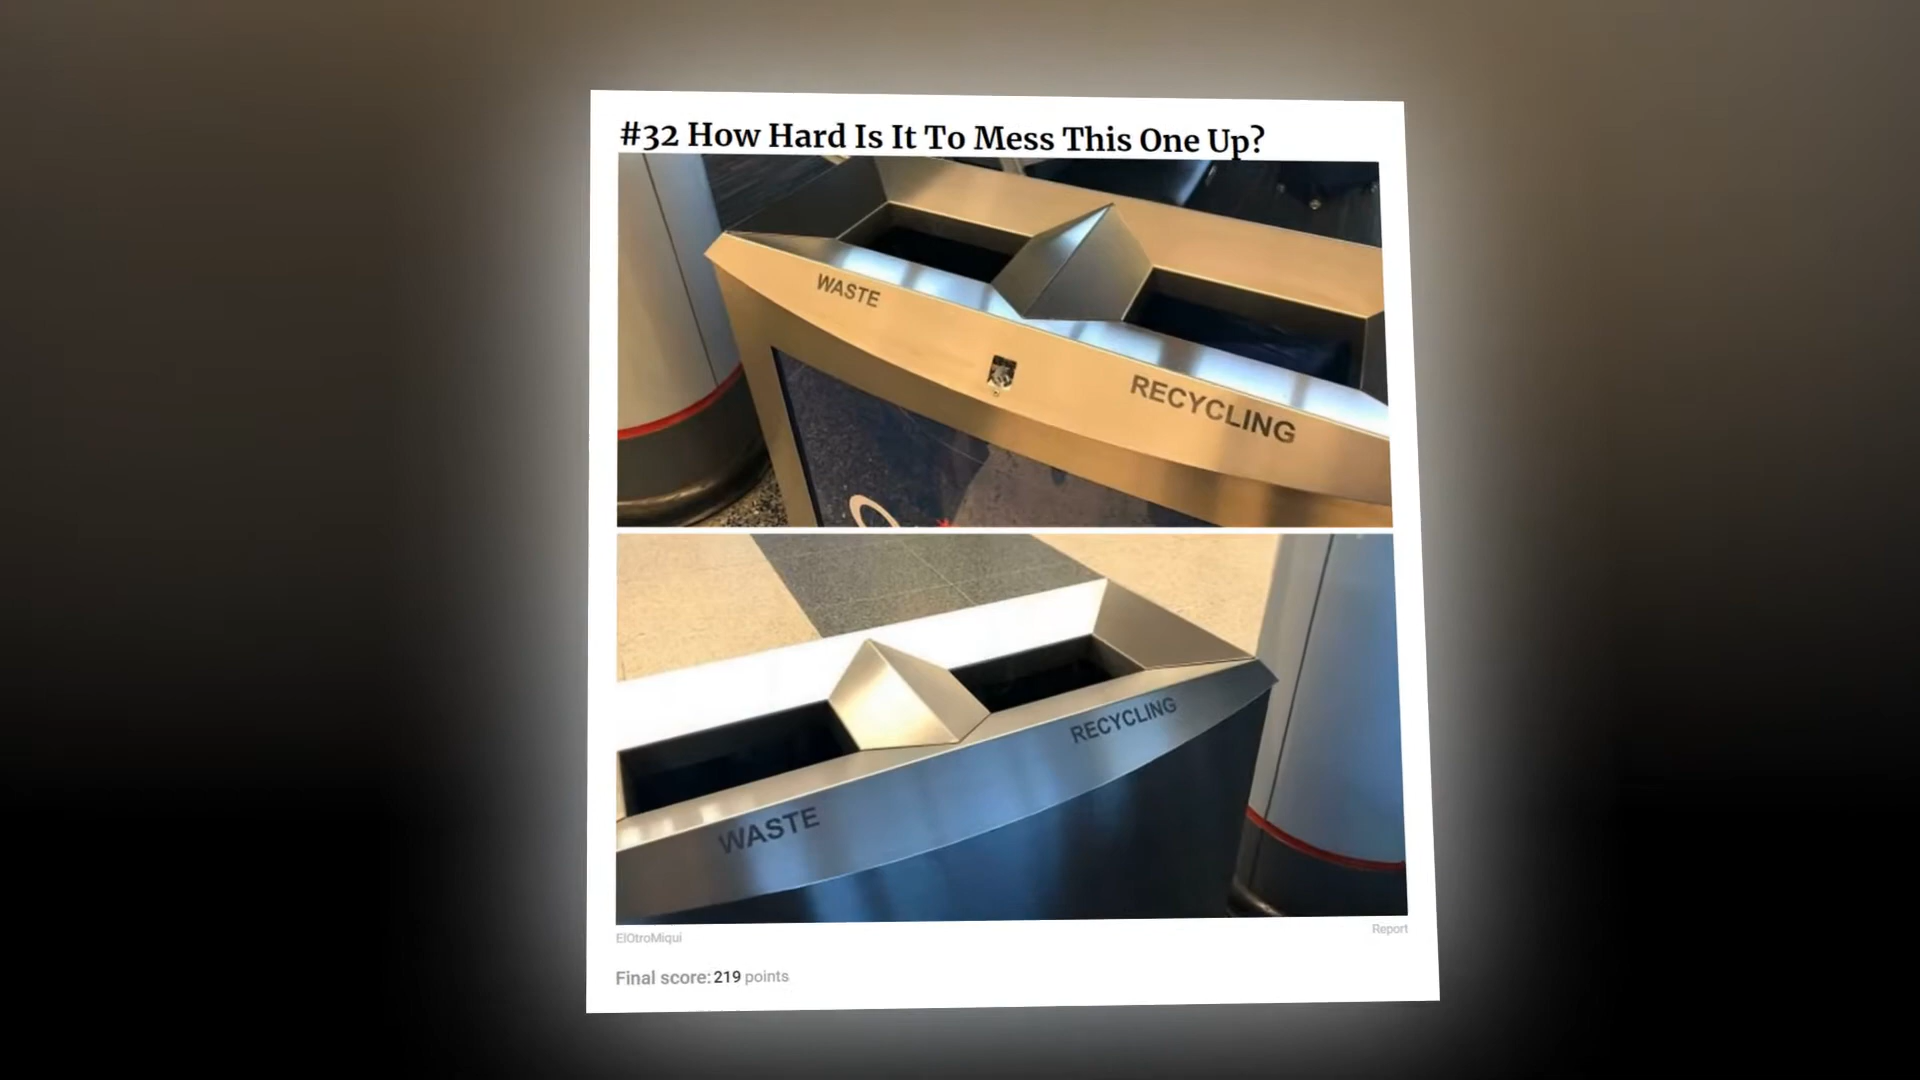 #32 How Hard Is It To Mess This One Up?
WASTE
RECYCLING
WASTE
RECYCLING
ElOtroMiqui
Report
Final score: 219 points